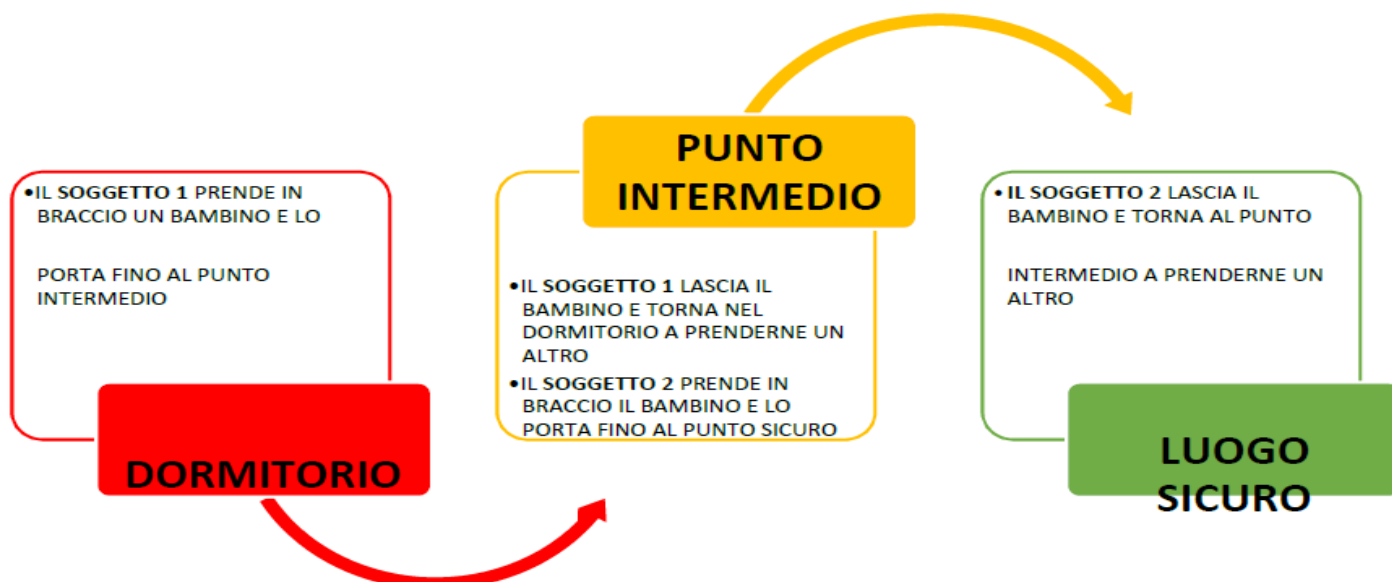 •IL SOGGETTO 1 PRENDE IN
BRACCIO UN BAMBINO E LO
PORTA FINO AL PUNTO
INTERMEDIO
DORMITORIO
PUNTO
INTERMEDIO
•IL SOGGETTO 1 LASCIA IL
BAMBINO E TORNA NEL
DORMITORIO A PRENDERNE UN
ALTRO
•IL SOGGETTO 2 PRENDE IN
BRACCIO IL BAMBINO E LO
PORTA FINO AL PUNTO SICURO
• IL SOGGETTO 2 LASCIA IL
BAMBINO E TORNA AL PUNTO
INTERMEDIO A PRENDERNE UN
ALTRO
LUOGO
SICURO